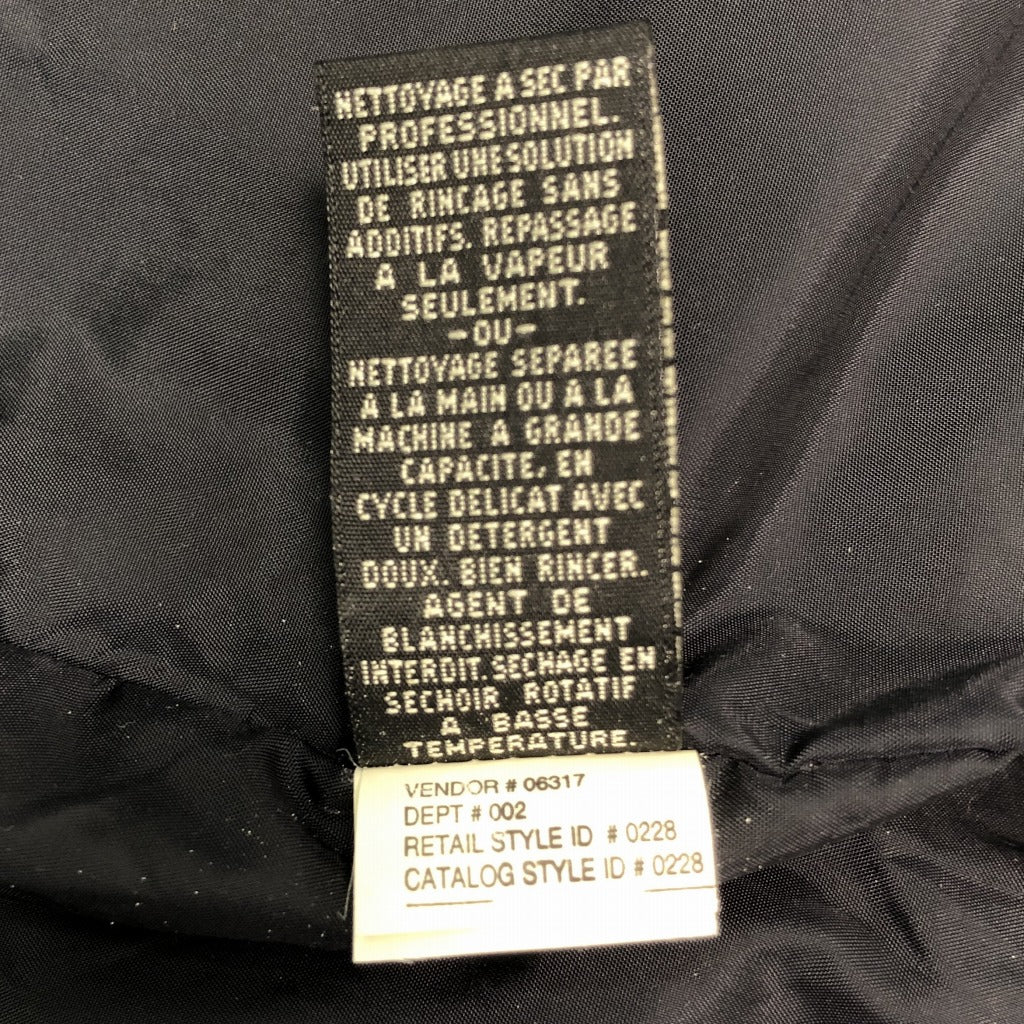 NETTOYAGE A SEC PAR
PROFESSIONNEL.
UTILISER UNE SOLUTION
DE RINCAGE SANS
ADDITIFS. REPASSAGE
A LA VAPEUR
SEULEMENT.
-OU-
NETTOYAGE SEPAREE
A LA MAIN OU A LA
MACHINE A GRANDE
CAPACITE, EN
CYCLE DELICAT AVEC
UN DETERGENT
DOUX. BIEN RINCER.
AGENT DE
BLANCHISSEMENT
INTERDIT. SECHAGE EN
SECHOIR ROTATIF
A BASSE
TEMPERATURE.
VENDOR # 06317
DEPT # 002
RETAIL STYLE ID # 0228
CATALOG STYLE ID # 0228